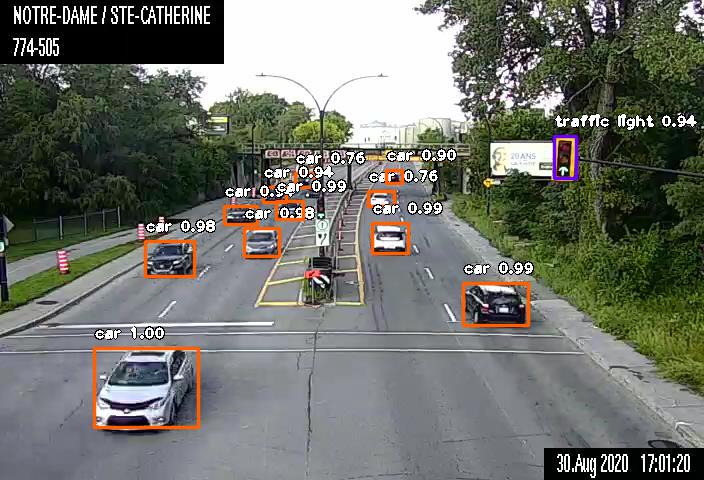 NOTRE-DAME / STE-CATHERINE
774-505
traffic light 0.94
car 0.76
car 0.90
car 0.94
car 0.76
car 0.99
car 0.98
car 0.99
car 0.98
20 ANS
car 0.99
car 1.00
30.Aug 2020 17:01:20